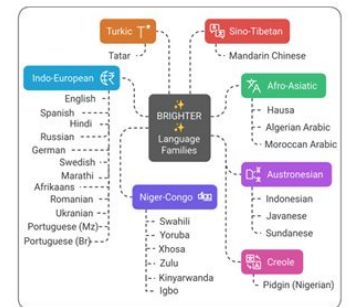 Turkic
Tatar
Sino-Tibetan
Mandarin Chinese
Indo-European
English
Spanish
Hindi
Russian
German
Swedish
Marathi
Afrikaans
Romanian
Ukranian
Portuguese (Mz)
Portuguese (Br)
BRIGHTER
Language
Families
Afro-Asiatic
Hausa
Algerian Arabic
Moroccan Arabic
Austronesian
Indonesian
Javanese
Sundanese
Niger-Congo
Swahili
Yoruba
Xhosa
Zulu
Kinyarwanda
Igbo
Creole
Pidgin (Nigerian)